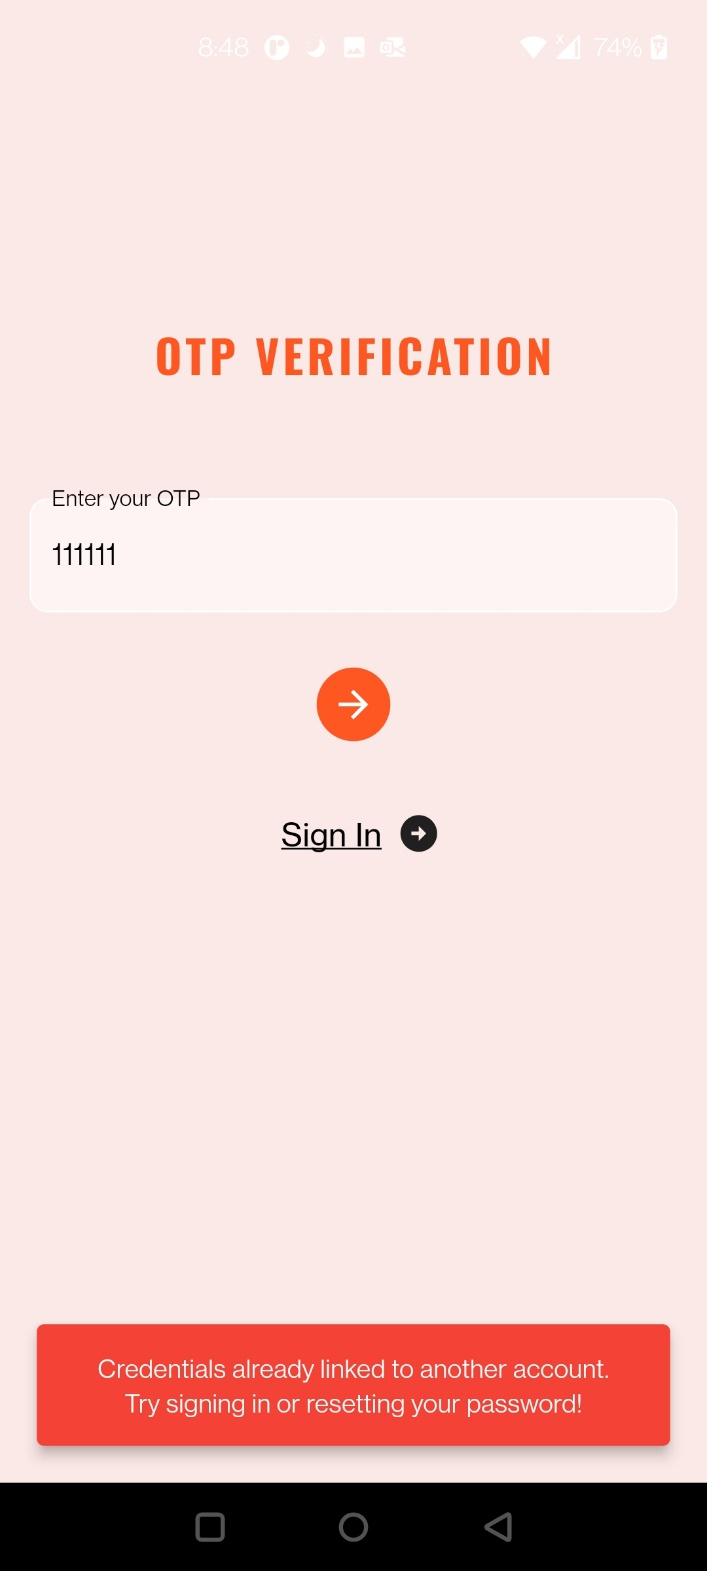 8:48 74%
OTP VERIFICATION
Enter your OTP
111111
Sign In
Credentials already linked to another account.
Try signing in or resetting your password!